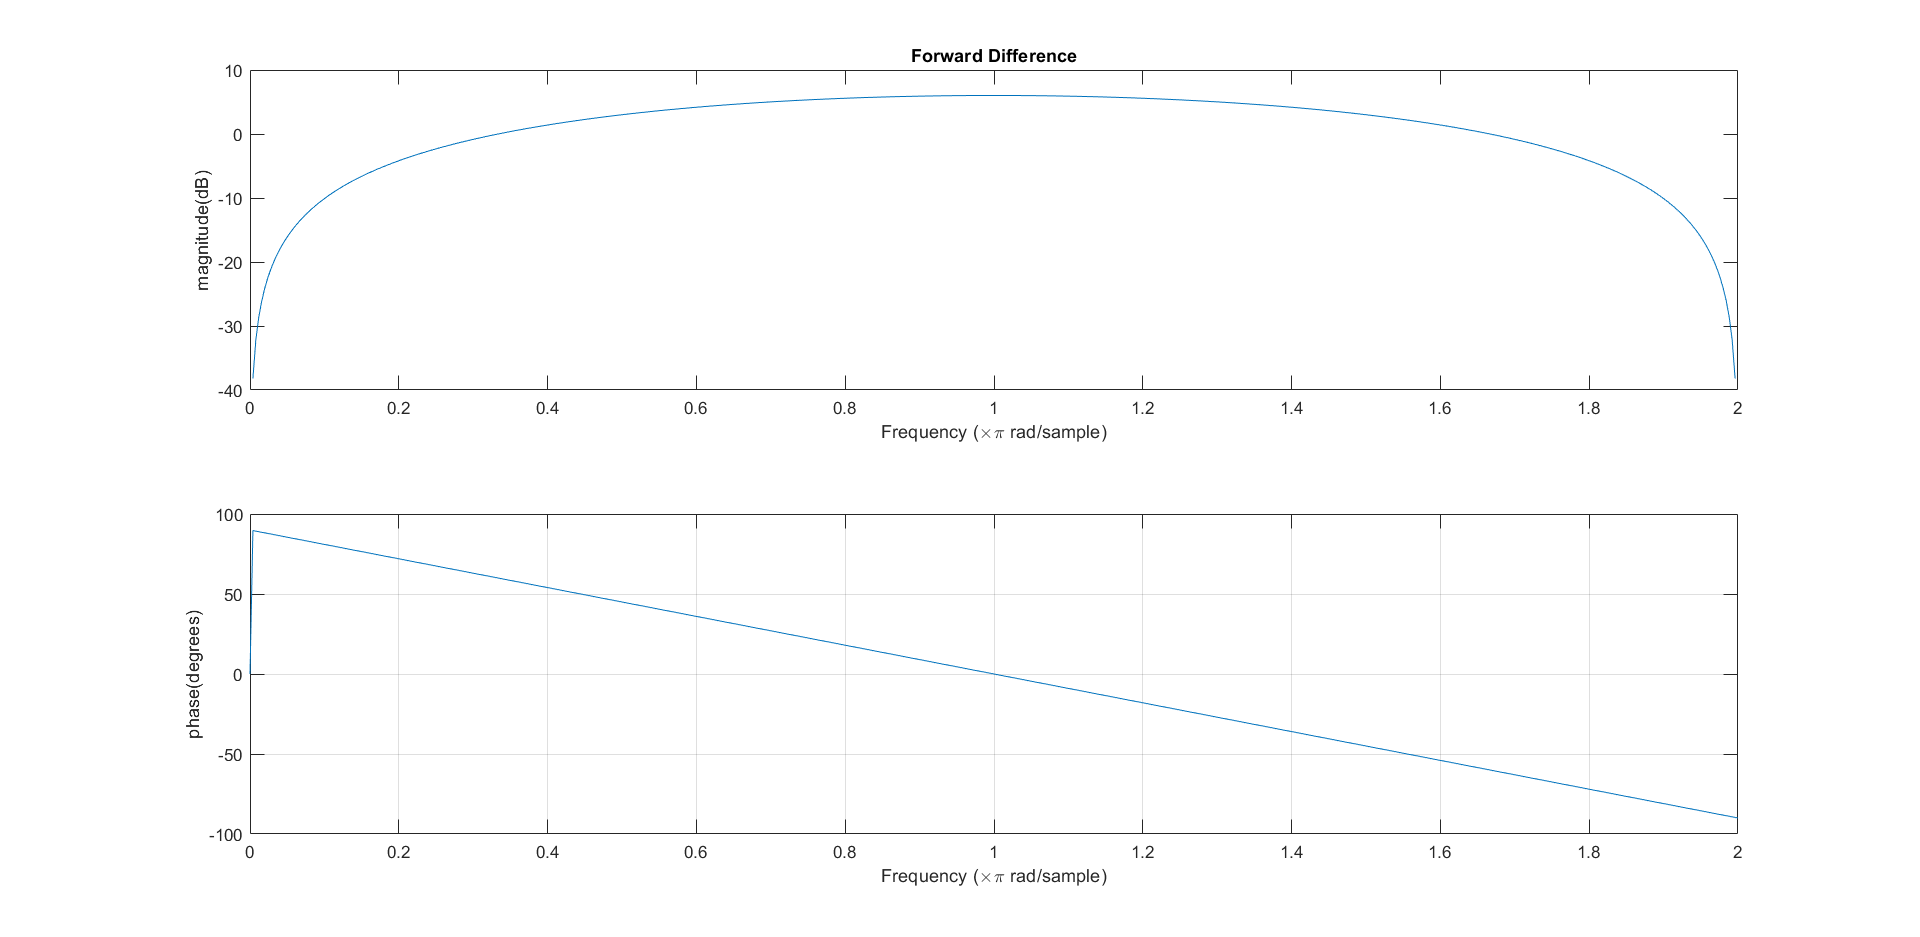 Forward Difference
10
0
-10
-20
-30
-40
magnitude(dB)
0 0.2 0.4 0.6 0.8 1 1.2 1.4 1.6 1.8 2
Frequency (×π rad/sample)
100
50
0
-50
-100
phase(degrees)
0 0.2 0.4 0.6 0.8 1 1.2 1.4 1.6 1.8 2
Frequency (×π rad/sample)